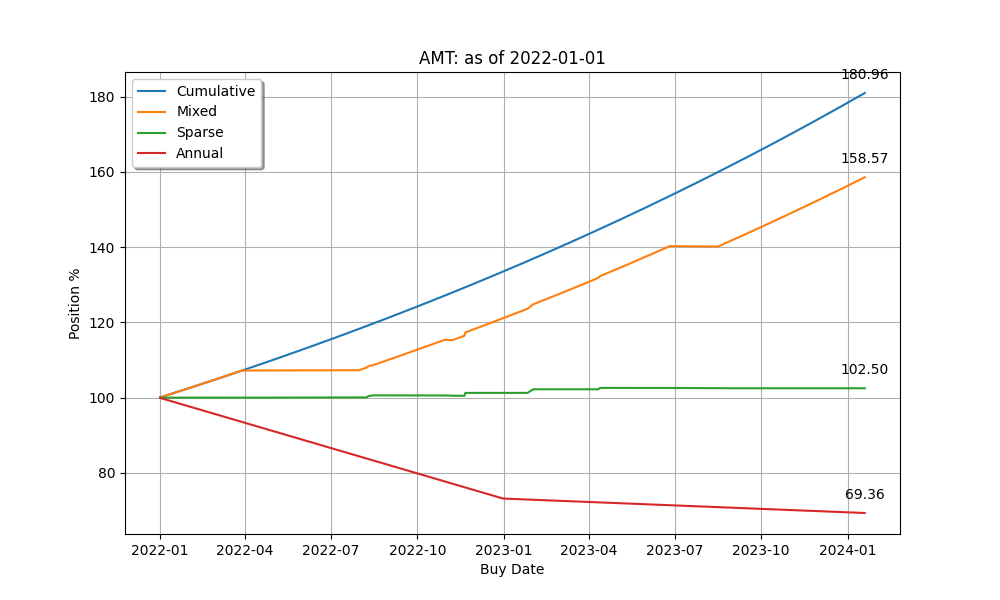 AMT: as of 2022-01-01
180.96
180
Cumulative
Mixed
Sparse
Annual
158.57
160
140
120
102.50
100
80
69.36
Position %
2022-01 2022-04 2022-07 2022-10 2023-01 2023-04 2023-07 2023-10 2024-01
Buy Date